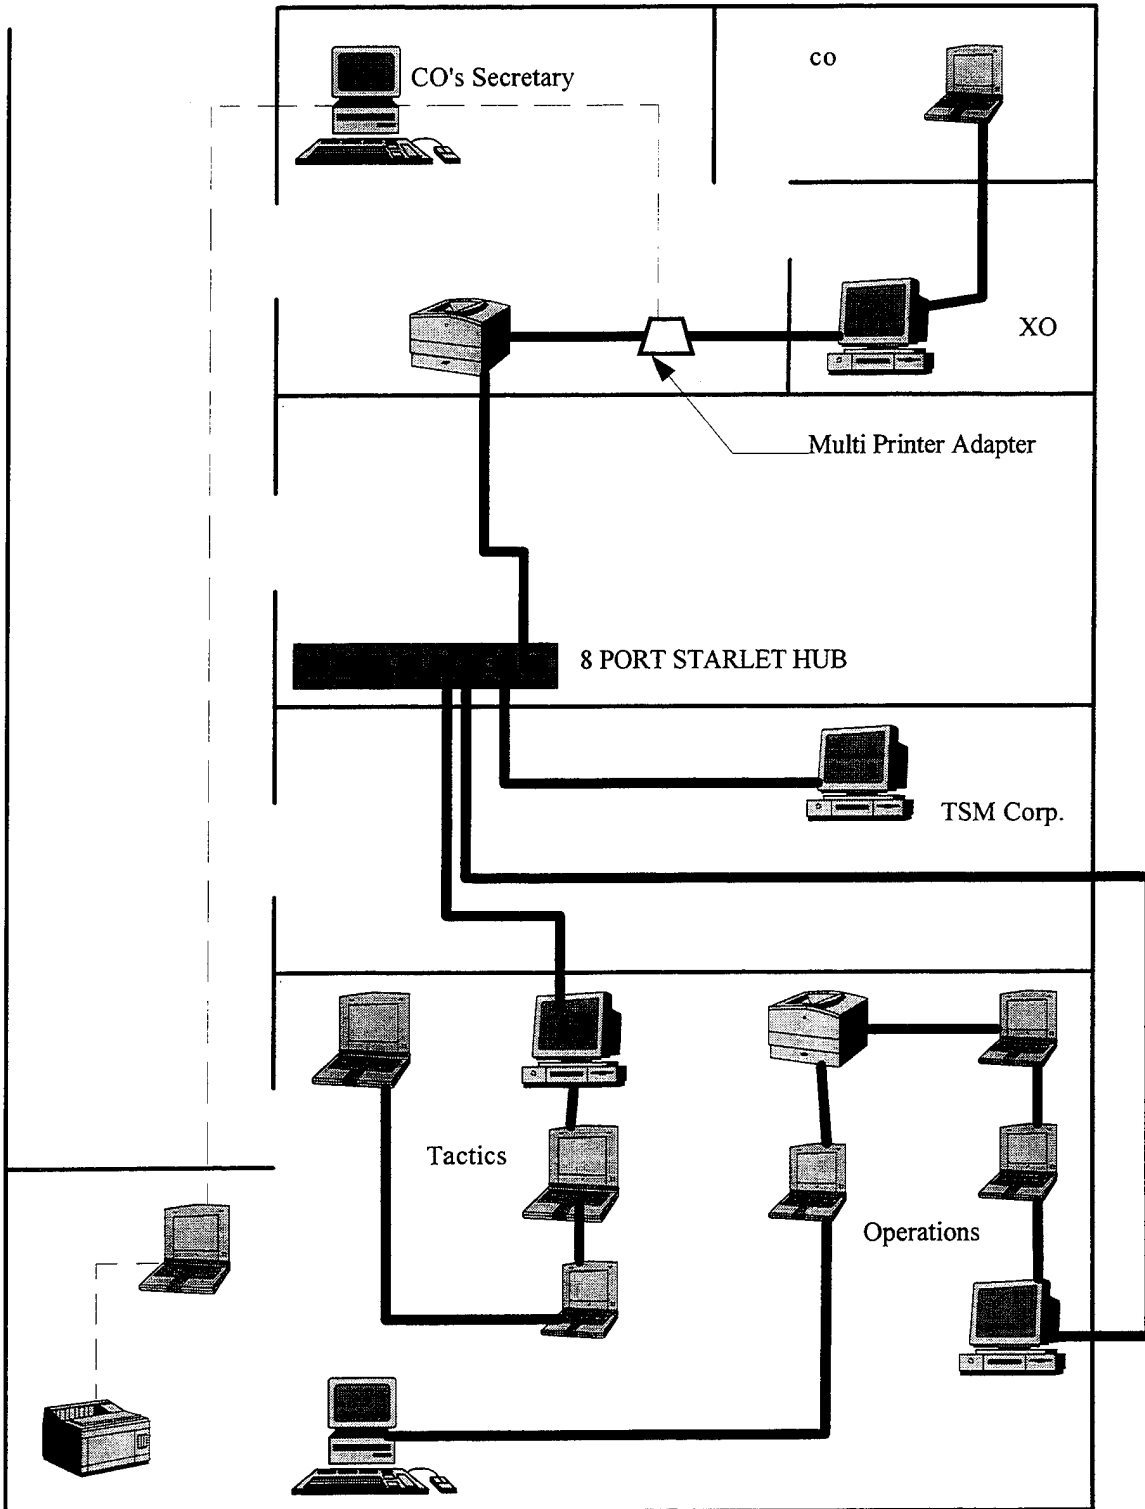 CO's Secretary
co
XO
Multi Printer Adapter
8 PORT STARLET HUB
TSM Corp.
Tactics
Operations